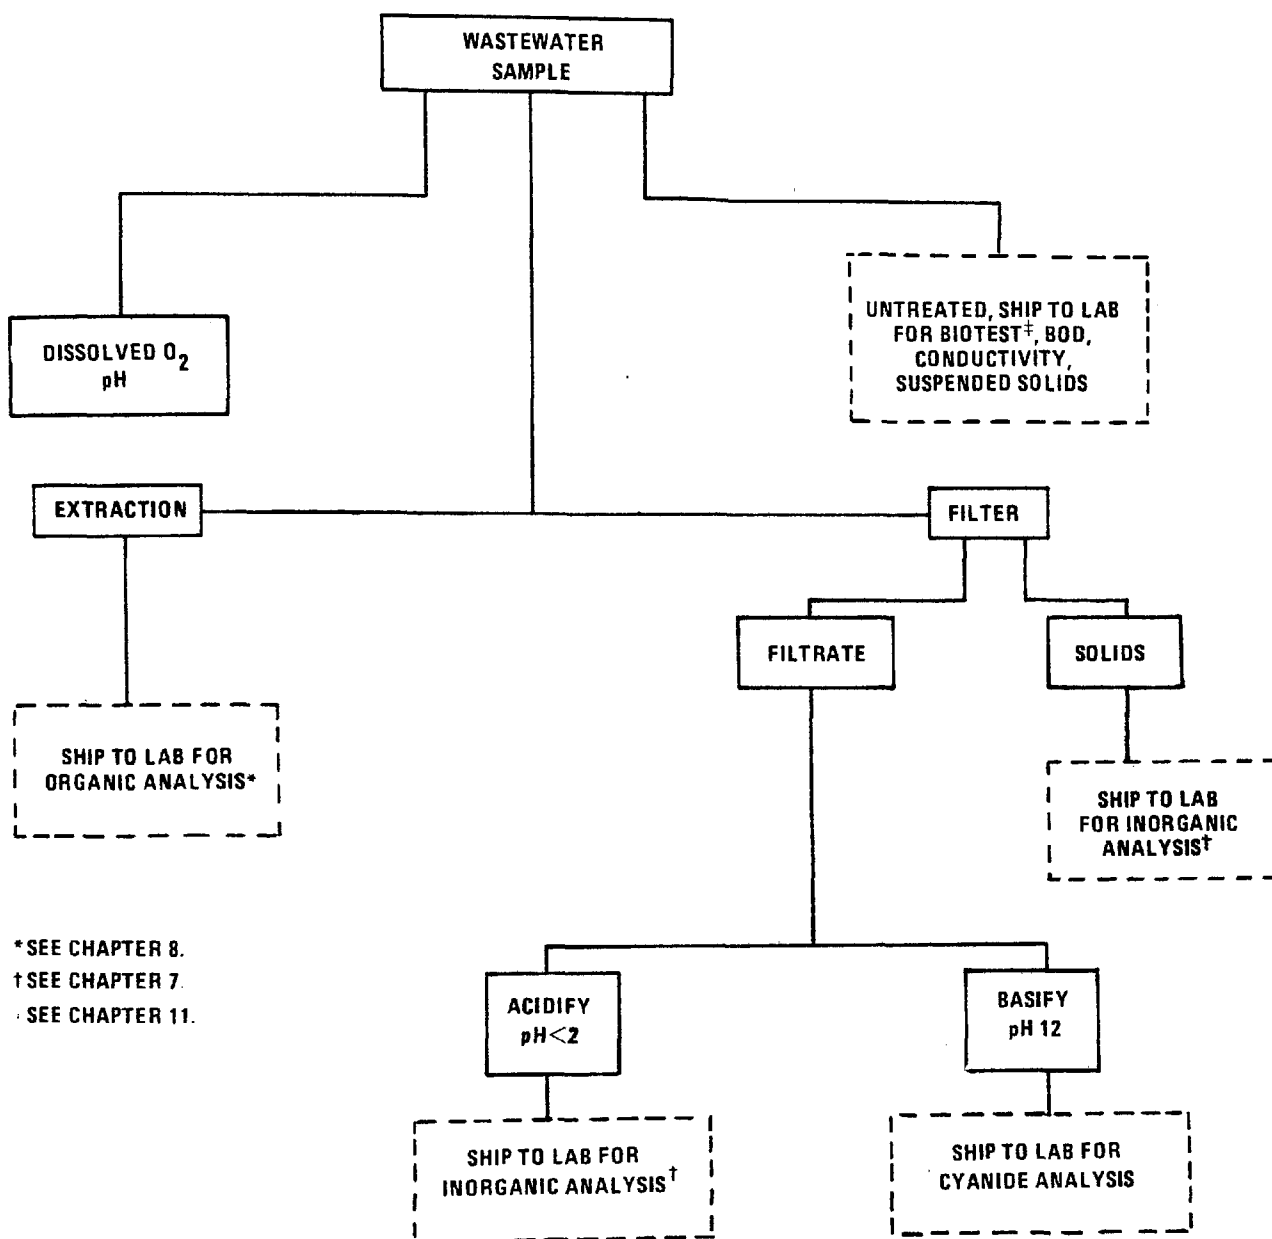 WASTEWATER
SAMPLE
DISSOLVED O2
pH
UNTREATED, SHIP TO LAB
FOR BIOTEST‡, BOD,
CONDUCTIVITY,
SUSPENDED SOLIDS
EXTRACTION
FILTER
FILTRATE
SOLIDS
SHIP TO LAB FOR
ORGANIC ANALYSIS*
SHIP TO LAB
FOR INORGANIC
ANALYSIS†
*SEE CHAPTER 8.
†SEE CHAPTER 7.
SEE CHAPTER 11.
ACIDIFY
pH<2
BASIFY
pH 12
SHIP TO LAB FOR
INORGANIC ANALYSIS†
SHIP TO LAB FOR
CYANIDE ANALYSIS